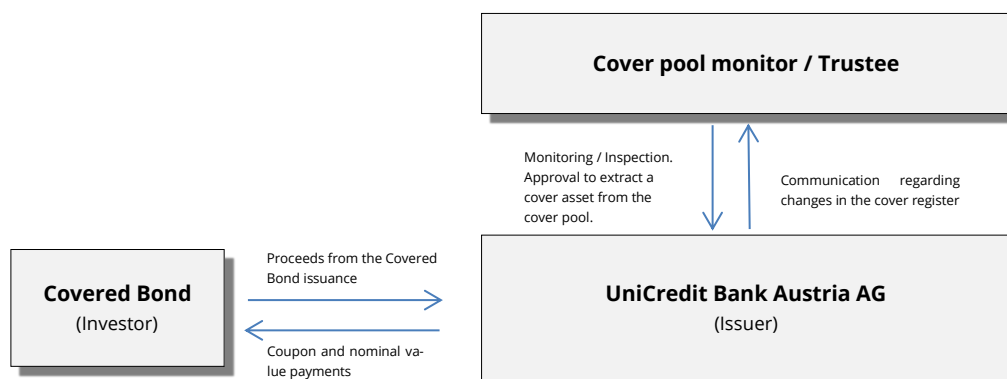 Cover pool monitor / Trustee
Monitoring / Inspection.
Approval to extract a
cover asset from the
cover pool.
Communication regarding
changes in the cover register
Proceeds from the Covered
Bond issuance
Covered Bond
(Investor)
UniCredit Bank Austria AG
(Issuer)
Coupon and nominal va-
lue payments